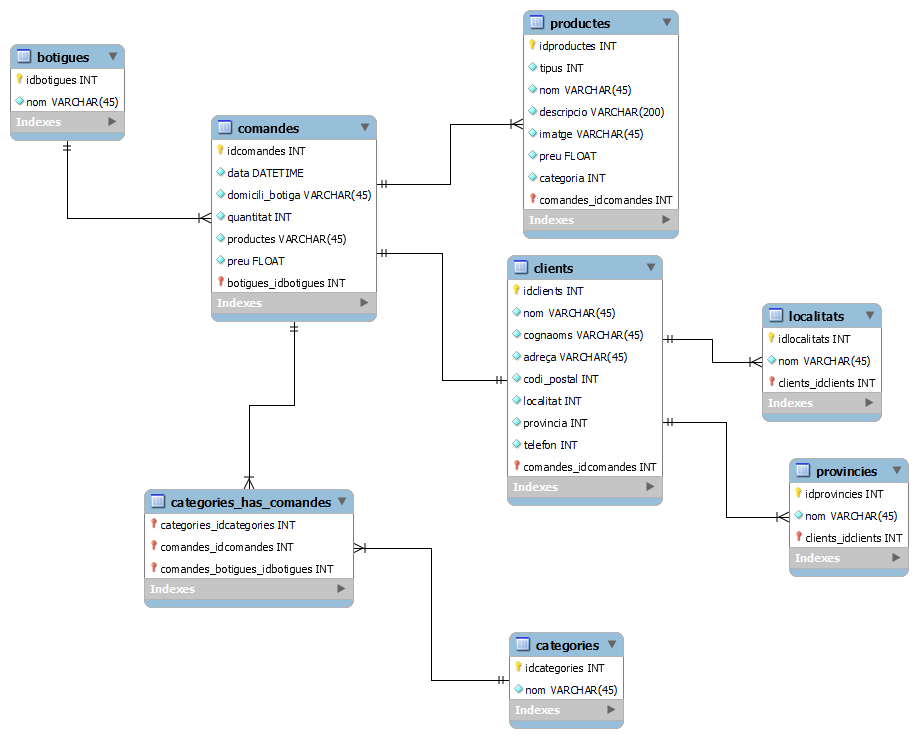 botigues
idbotigues INT
nom VARCHAR(45)
Indexes
comandes
idcomandes INT
data DATETIME
domicili_botiga VARCHAR(45)
quantitat INT
productes VARCHAR(45)
preu FLOAT
botigues_idbotigues INT
Indexes
productes
idproductes INT
tipus INT
nom VARCHAR(45)
descripcio VARCHAR(200)
imatge VARCHAR(45)
preu FLOAT
categoria INT
comandes_idcomandes INT
Indexes
clients
idclients INT
nom VARCHAR(45)
cognaoms VARCHAR(45)
adreça VARCHAR(45)
codi_postal INT
localitat INT
provincia INT
telefon INT
comandes_idcomandes INT
Indexes
localitats
idlocalitats INT
nom VARCHAR(45)
clients_idclients INT
Indexes
provincies
idprovincies INT
nom VARCHAR(45)
clients_idclients INT
Indexes
categories_has_comandes
categories_idcategories INT
comandes_idcomandes INT
comandes_botigues_idbotigues INT
Indexes
categories
idcategories INT
nom VARCHAR(45)
Indexes